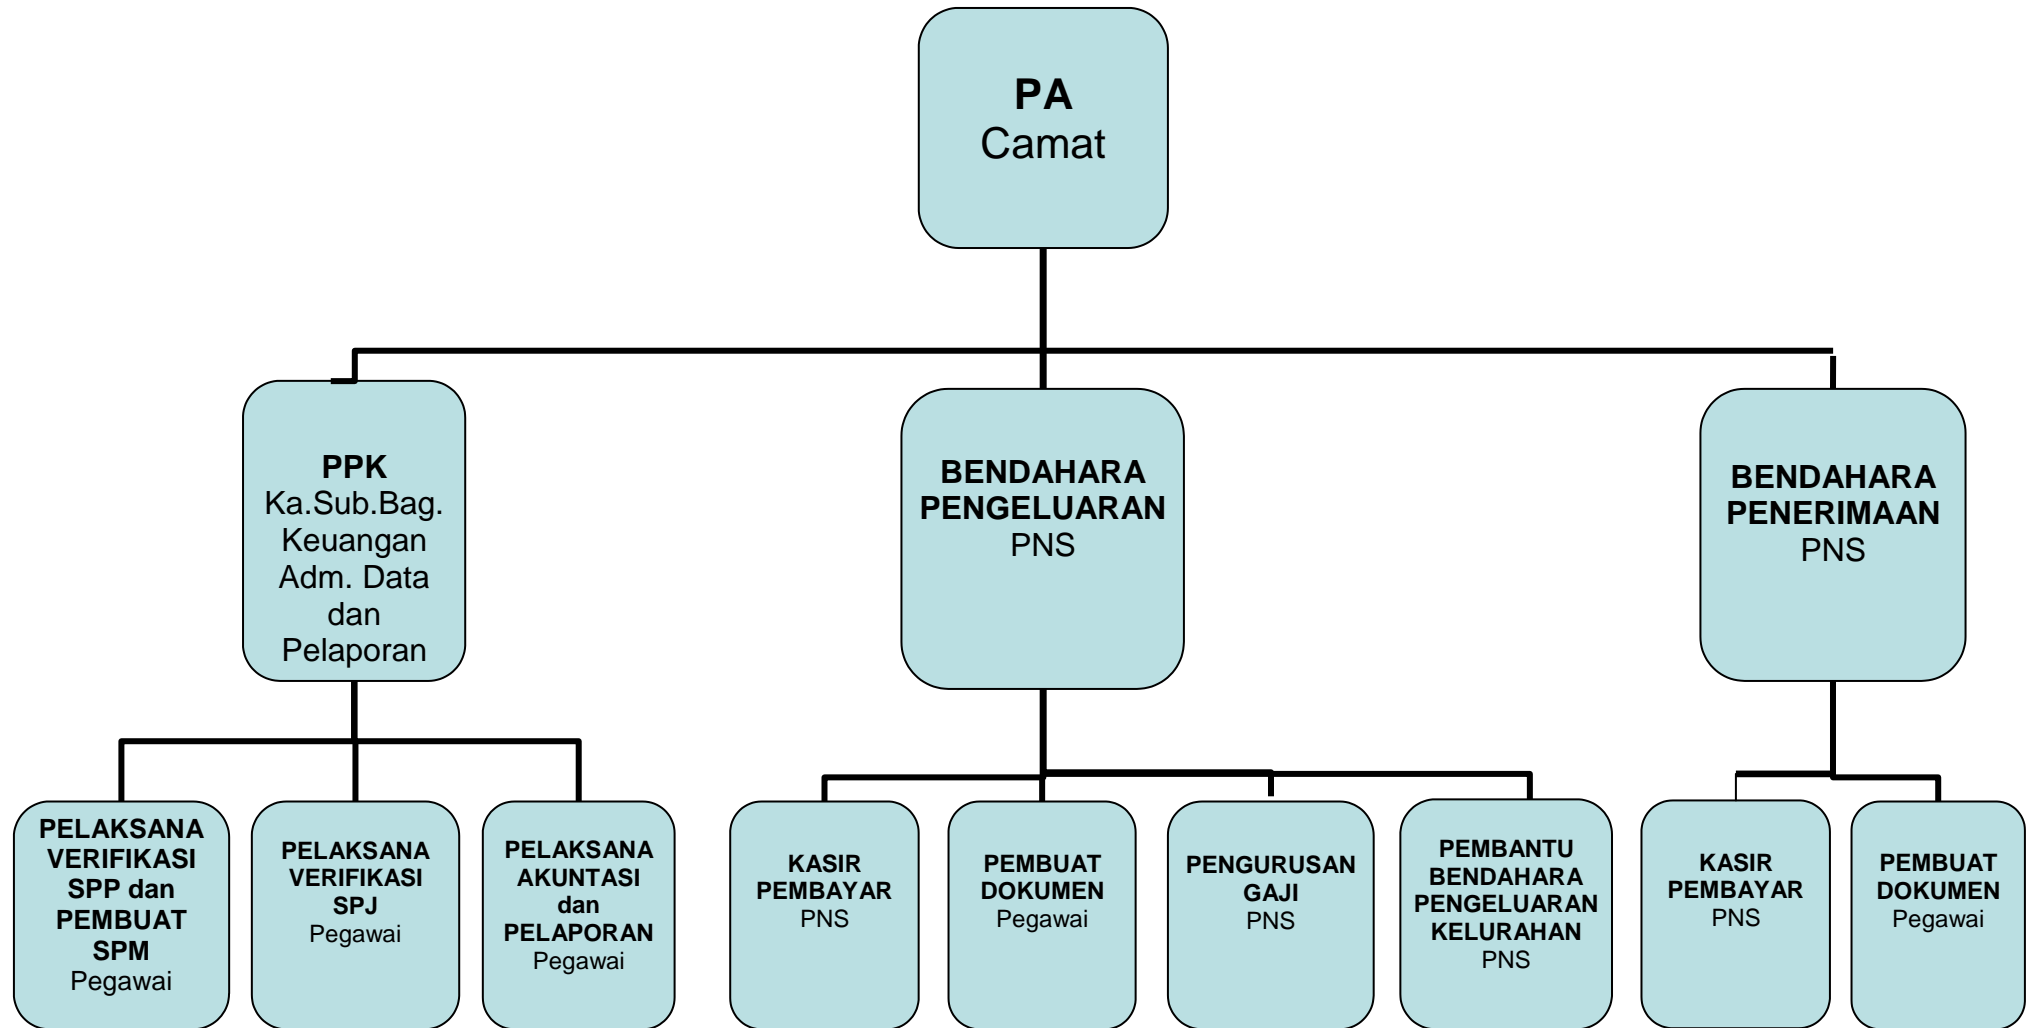 PA
Camat
PPK
Ka.Sub.Bag.
Keuangan
Adm. Data
dan
Pelaporan
BENDAHARA
PENGELUARAN
PNS
BENDAHARA
PENERIMAAN
PNS
PELAKSANA
VERIFIKASI
SPP dan
PEMBUAT
SPM
Pegawai
PELAKSANA
VERIFIKASI
SPJ
Pegawai
PELAKSANA
AKUNTASI
dan
PELAPORAN
Pegawai
KASIR
PEMBAYAR
PNS
PEMBUAT
DOKUMEN
Pegawai
PENGURUSAN
GAJI
PNS
PEMBANTU
BENDAHARA
PENGELUARAN
KELURAHAN
PNS
KASIR
PEMBAYAR
PNS
PEMBUAT
DOKUMEN
Pegawai